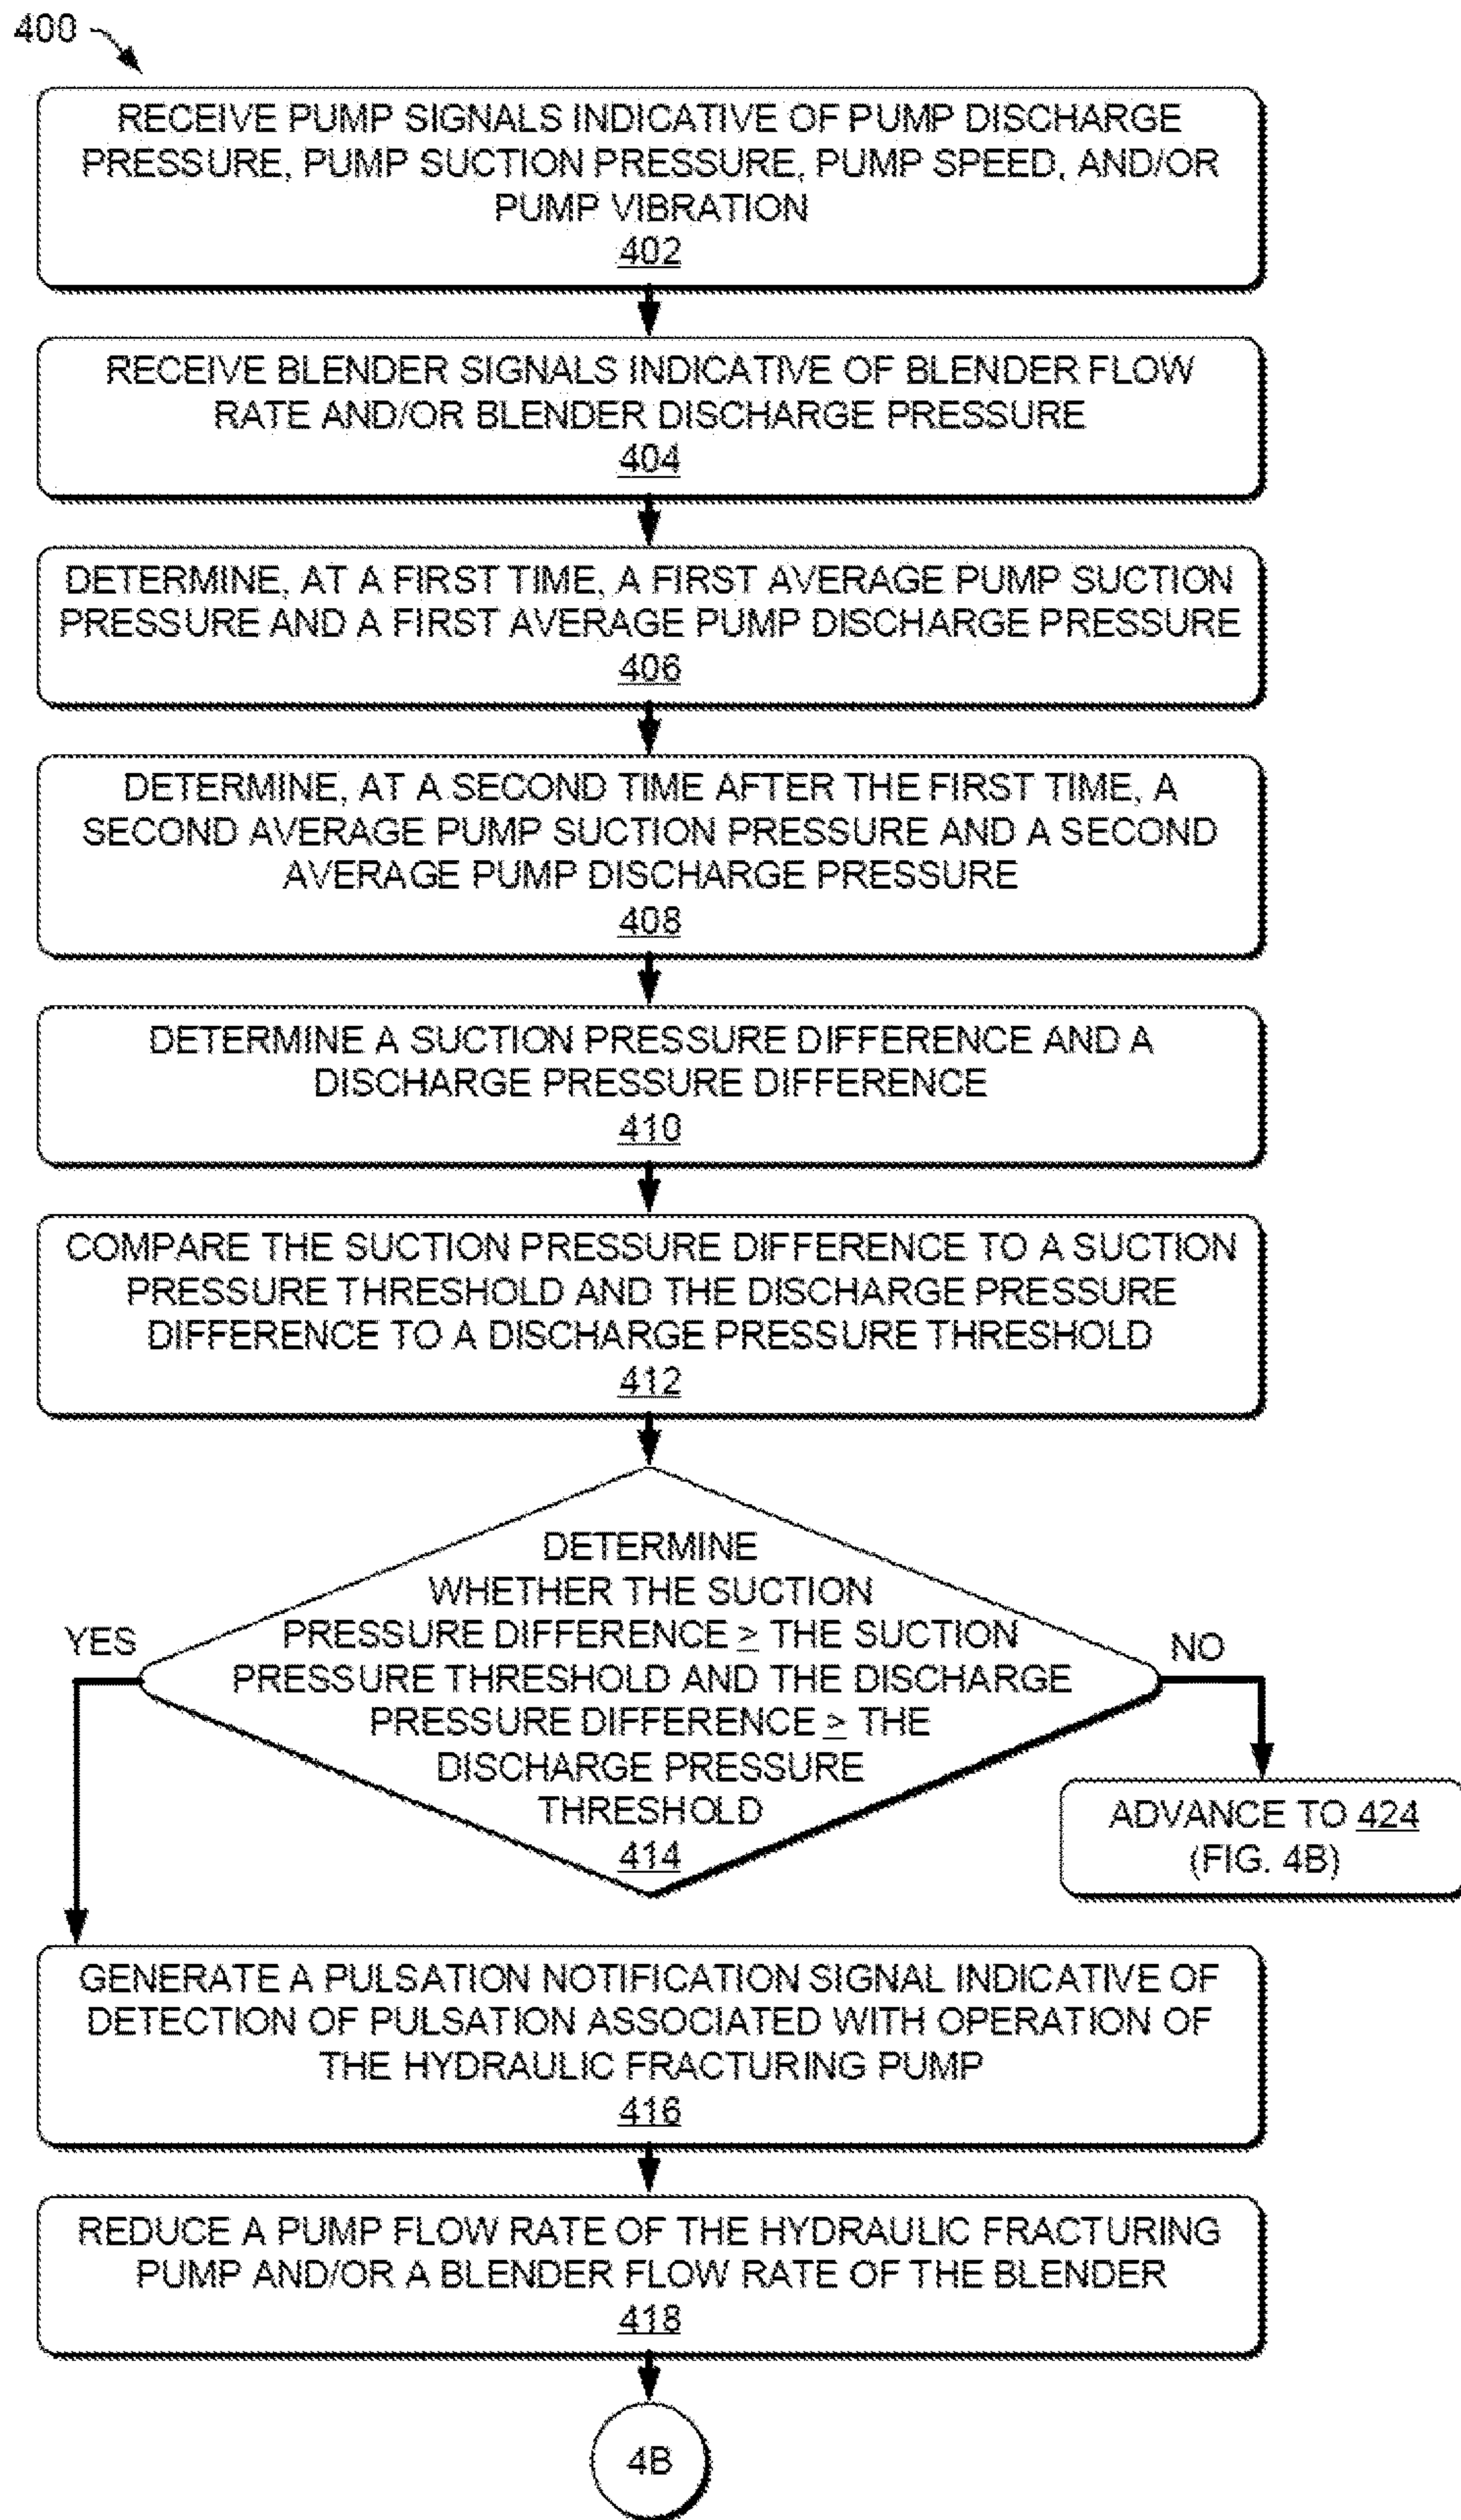 400
RECEIVE PUMP SIGNALS INDICATIVE OF PUMP DISCHARGE
PRESSURE, PUMP SUCTION PRESSURE, PUMP SPEED, AND/OR
PUMP VIBRATION
402
RECEIVE BLENDER SIGNALS INDICATIVE OF BLENDER FLOW
RATE AND/OR BLENDER DISCHARGE PRESSURE
404
DETERMINE, AT A FIRST TIME, A FIRST AVERAGE PUMP SUCTION
PRESSURE AND A FIRST AVERAGE PUMP DISCHARGE PRESSURE
406
DETERMINE, AT A SECOND TIME AFTER THE FIRST TIME, A
SECOND AVERAGE PUMP SUCTION PRESSURE AND A SECOND
AVERAGE PUMP DISCHARGE PRESSURE
408
DETERMINE A SUCTION PRESSURE DIFFERENCE AND A
DISCHARGE PRESSURE DIFFERENCE
410
COMPARE THE SUCTION PRESSURE DIFFERENCE TO A SUCTION
PRESSURE THRESHOLD AND THE DISCHARGE PRESSURE
DIFFERENCE TO A DISCHARGE PRESSURE THRESHOLD
412
DETERMINE
WHETHER THE SUCTION
PRESSURE DIFFERENCE ≥ THE SUCTION
PRESSURE THRESHOLD AND THE DISCHARGE
PRESSURE DIFFERENCE ≥ THE
DISCHARGE PRESSURE
THRESHOLD
414
YES
NO
ADVANCE TO 424
(FIG. 4B)
GENERATE A PULSATION NOTIFICATION SIGNAL INDICATIVE OF
DETECTION OF PULSATION ASSOCIATED WITH OPERATION OF
THE HYDRAULIC FRACTURING PUMP
416
REDUCE A PUMP FLOW RATE OF THE HYDRAULIC FRACTURING
PUMP AND/OR A BLENDER FLOW RATE OF THE BLENDER
418
4B